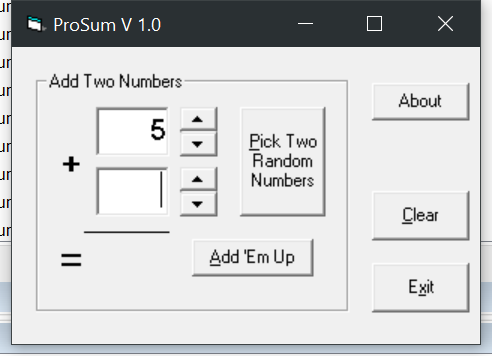 ProSum V 1.0
Add Two Numbers
5
+
=
Pick Two
Random
Numbers
Add 'Em Up
About
Clear
Exit